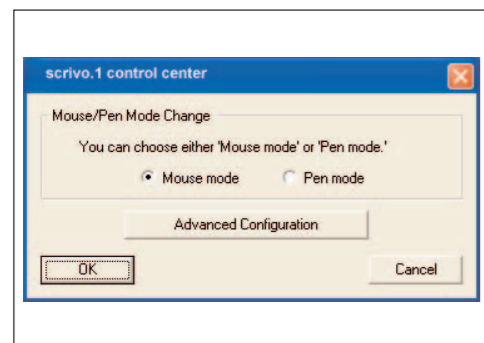 scrivo.1 control center
Mouse/Pen Mode Change
You can choose either 'Mouse mode' or 'Pen mode.'
Mouse mode Pen mode
Advanced Configuration
OK Cancel